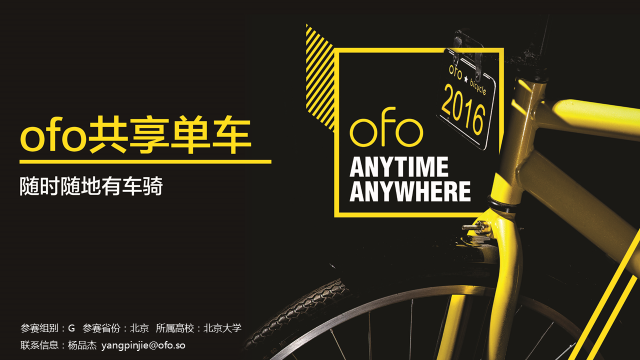 ofo共享单车
随时随地有车骑
ofo★bicycle
2016
ofo
ANYTIME
ANYWHERE
参赛组别：G 参赛省份：北京 所属高校：北京大学
联系信息：杨品杰 yangpinjie@ofo.so